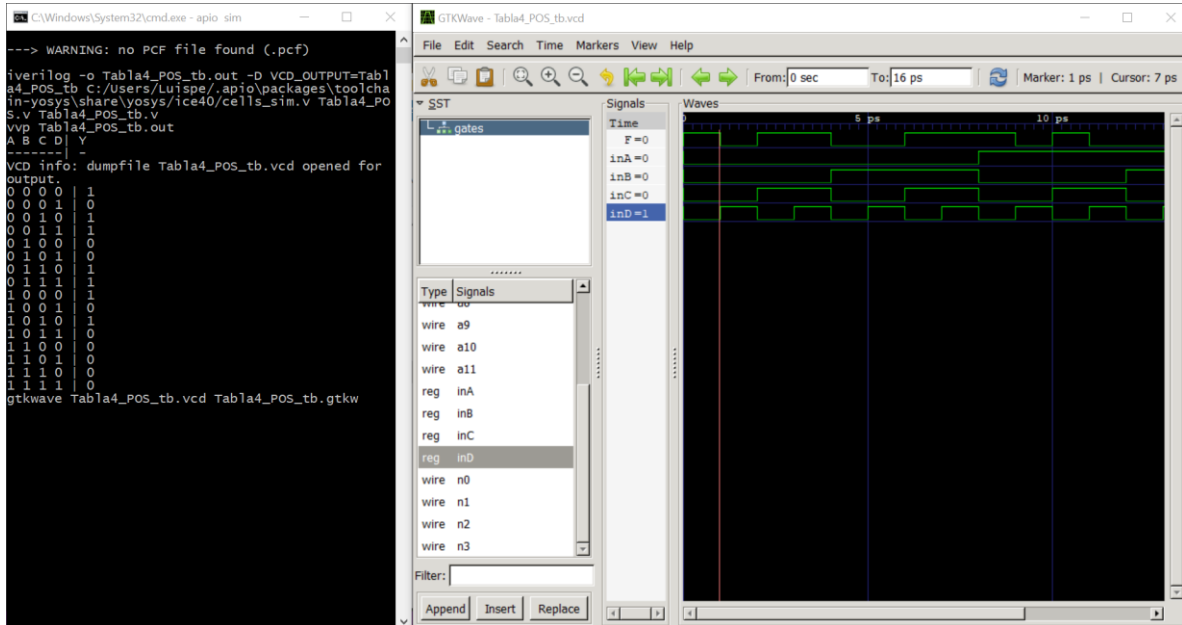 C:\Windows\System32\cmd.exe - apio sim
---> WARNING: no PCF file found (.pcf)
iverilog -o Tabla4_POS_tb.out -D VCD_OUTPUT=Tabl
a4_POS_tb C:/Users/Luispe/.apio\packages\toolcha
in-yosys\share\yosys/ice40/cells_sim.v Tabla4_PO
S.v Tabla4_POS_tb.v
vvp Tabla4_POS_tb.out
A B C D| Y
-------| -
VCD info: dumpfile Tabla4_POS_tb.vcd opened for
output.
0 0 0 0 | 1
0 0 0 1 | 0
0 0 1 0 | 1
0 0 1 1 | 1
0 1 0 0 | 0
0 1 0 1 | 0
0 1 1 0 | 1
0 1 1 1 | 1
1 0 0 0 | 1
1 0 0 1 | 0
1 0 1 0 | 1
1 0 1 1 | 0
1 1 0 0 | 0
1 1 0 1 | 0
1 1 1 0 | 0
1 1 1 1 | 0
gtkwave Tabla4_POS_tb.vcd Tabla4_POS_tb.gtkw
GTKWave - Tabla4_POS_tb.vcd
File Edit Search Time Markers View Help
From: 0 sec To: 16 ps Marker: 1 ps | Cursor: 7 ps
SST
gates
Type Signals
wire
wire a9
wire a10
wire a11
reg inA
reg inB
reg inC
reg inD
wire n0
wire n1
wire n2
wire n3
Filter:
Append Insert Replace
Signals
Time
F=0
inA=0
inB=0
inC=0
inD=1
Waves
0 5 ps 10 ps